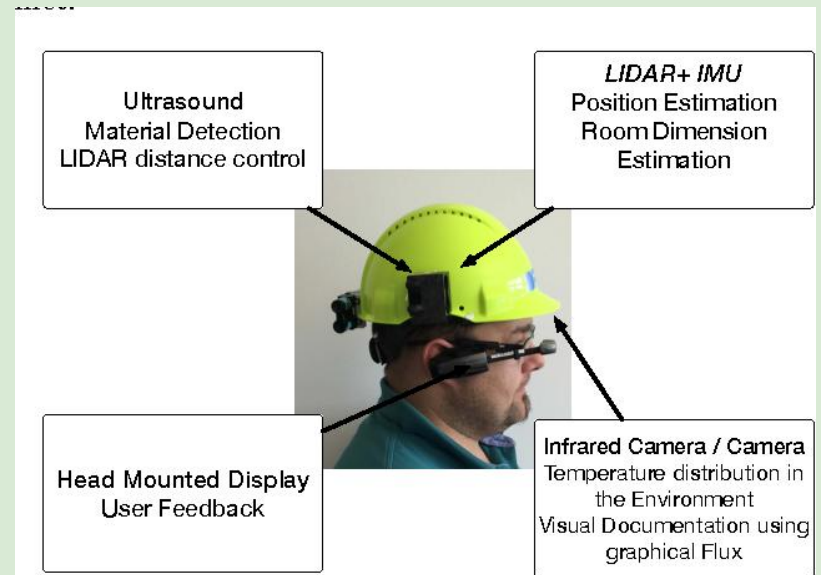 Ultrasound
Material Detection
LIDAR distance control
LIDAR+ IMU
Position Estimation
Room Dimension
Estimation
Head Mounted Display
User Feedback
Infrared Camera / Camera
Temperature distribution in
the Environment
Visual Documentation using
graphical Flux